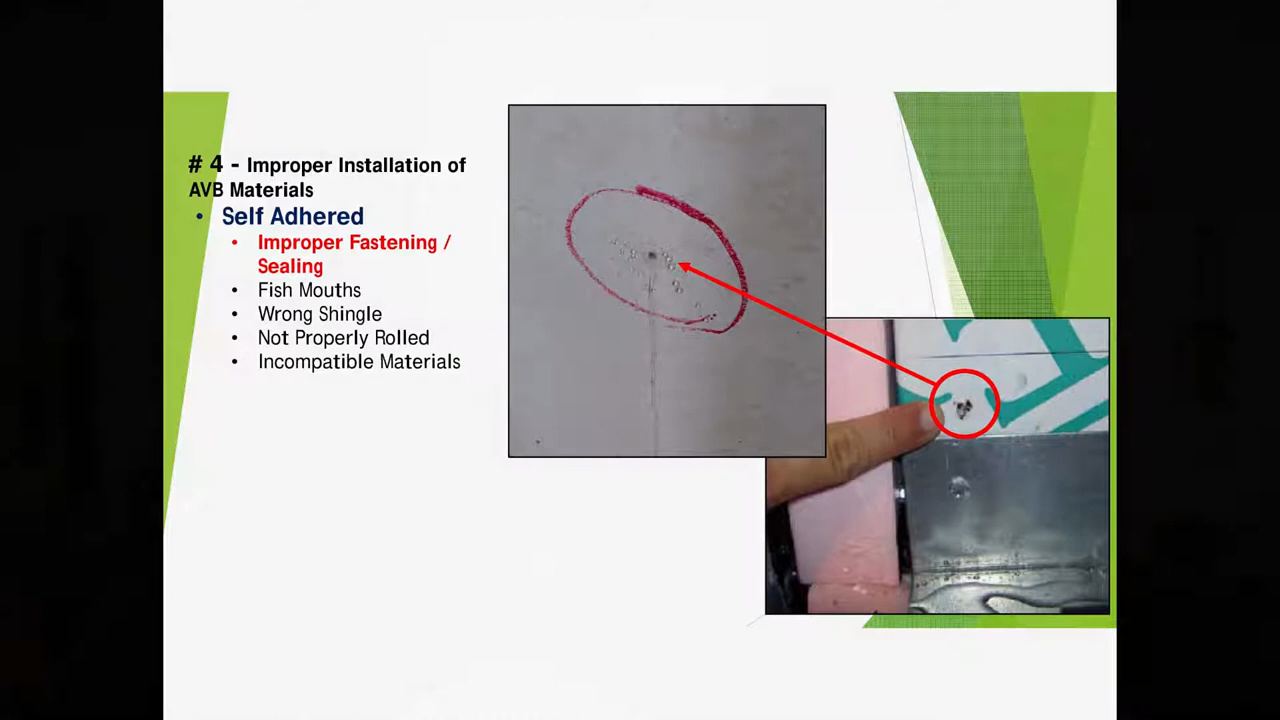 # 4 - Improper Installation of
AVB Materials
• Self Adhered
• Improper Fastening /
Sealing
• Fish Mouths
• Wrong Shingle
• Not Properly Rolled
• Incompatible Materials